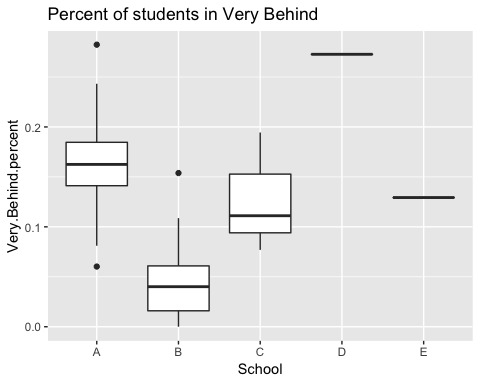 Percent of students in Very Behind
Very.Behind.percent
0.2
0.1
0.0
A B C D E
School